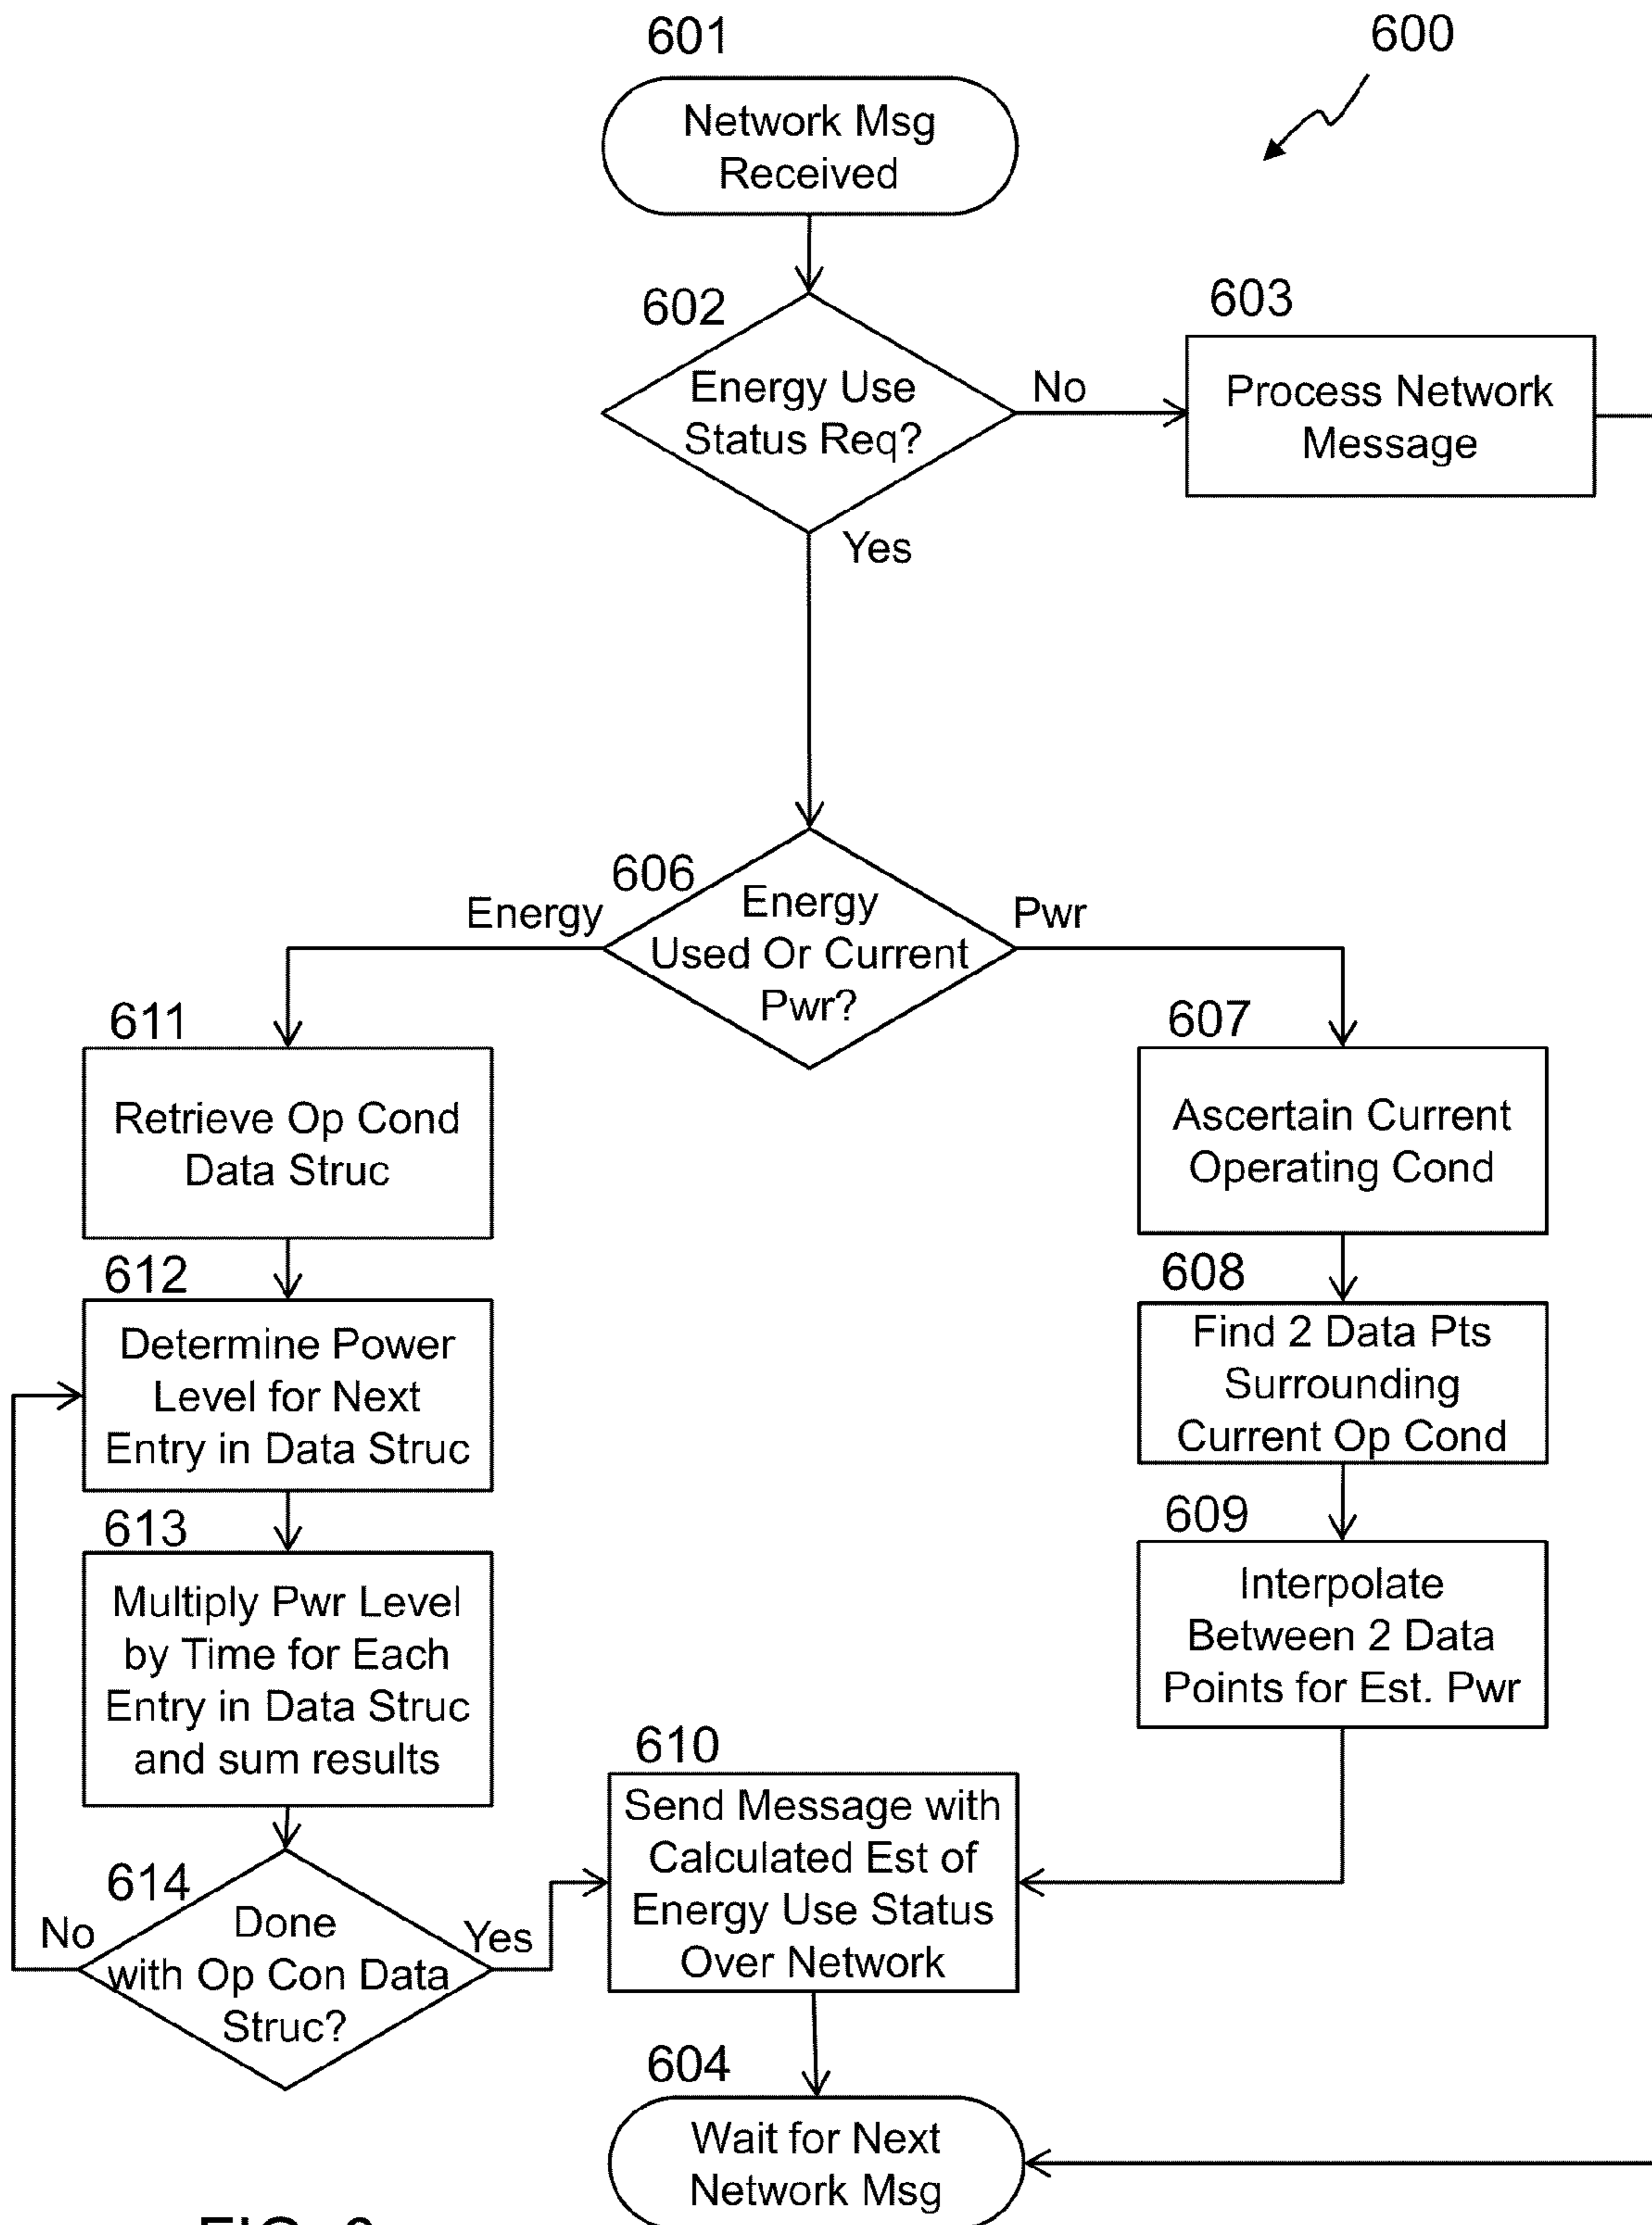 601
600
Network Msg
Received
602
Energy Use
Status Req?
No
Yes
603
Process Network
Message
606
Energy
Used Or Current
Pwr?
Energy
Pwr
611
Retrieve Op Cond
Data Struc
607
Ascertain Current
Operating Cond
612
Determine Power
Level for Next
Entry in Data Struc
608
Find 2 Data Pts
Surrounding
Current Op Cond
613
Multiply Pwr Level
by Time for Each
Entry in Data Struc
and sum results
609
Interpolate
Between 2 Data
Points for Est. Pwr
614
Done
with Op Con Data
Struc?
No
Yes
610
Send Message with
Calculated Est of
Energy Use Status
Over Network
604
Wait for Next
Network Msg